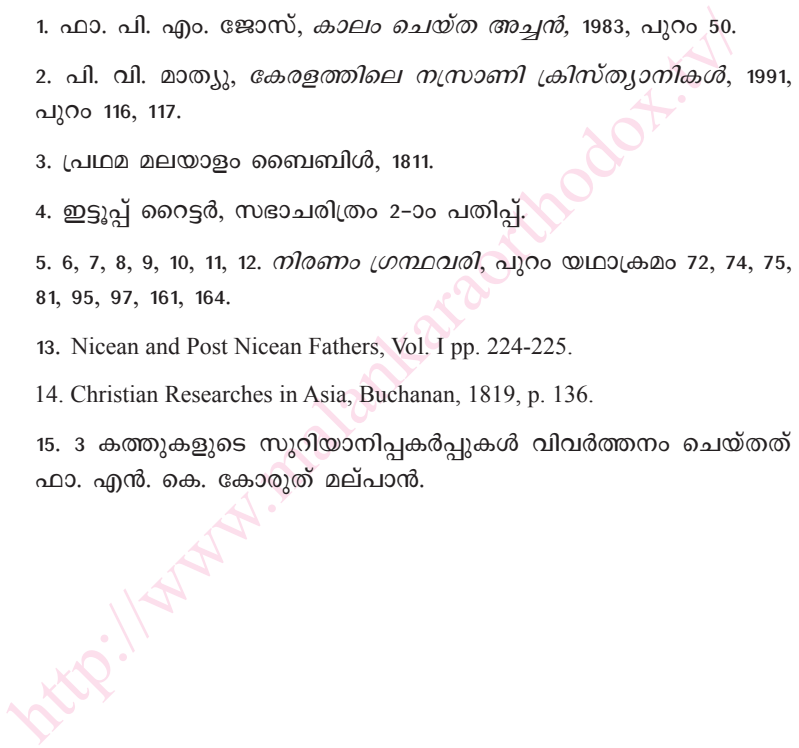 1. ഫാ. പി. എം. ജോസ്, കാലം ചെയ്ത അച്ചൻ, 1983, പുറം 50.
2. പി. വി. മാത്യു, കേരളത്തിലെ നസ്രാണി ക്രിസ്ത്യാനികൾ, 1991,
പുറം 116, 117.
3. പ്രഥമ മലയാളം ബൈബിൾ, 1811.
4. ഇട്ടൂപ്പ് റൈട്ടർ, സഭാചരിത്രം 2-ാം പതിപ്പ്.
5. 6, 7, 8, 9, 10, 11, 12. നിരണം ഗ്രന്ഥവരി, പുറം യഥാക്രമം 72, 74, 75,
81, 95, 97, 161, 164.
13. Nicean and Post Nicean Fathers, Vol. I pp. 224-225.
14. Christian Researches in Asia, Buchanan, 1819, p. 136.
15. 3 കത്തുകളുടെ സുറിയാനിപ്പകർപ്പുകൾ വിവർത്തനം ചെയ്തത്
ഫാ. എൻ. കെ. കോരുത് മല്പാൻ.
http://www.malankaraorthodox.tv/